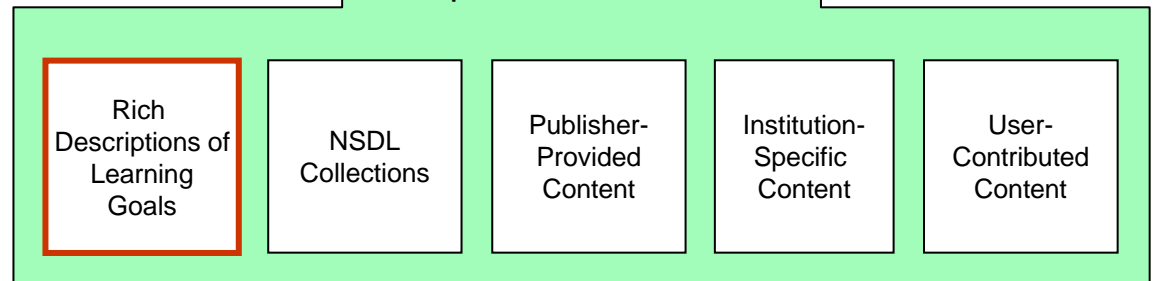 Rich
Descriptions of
Learning
Goals
NSDL
Collections
Publisher-
Provided
Content
Institution-
Specific
Content
User-
Contributed
Content